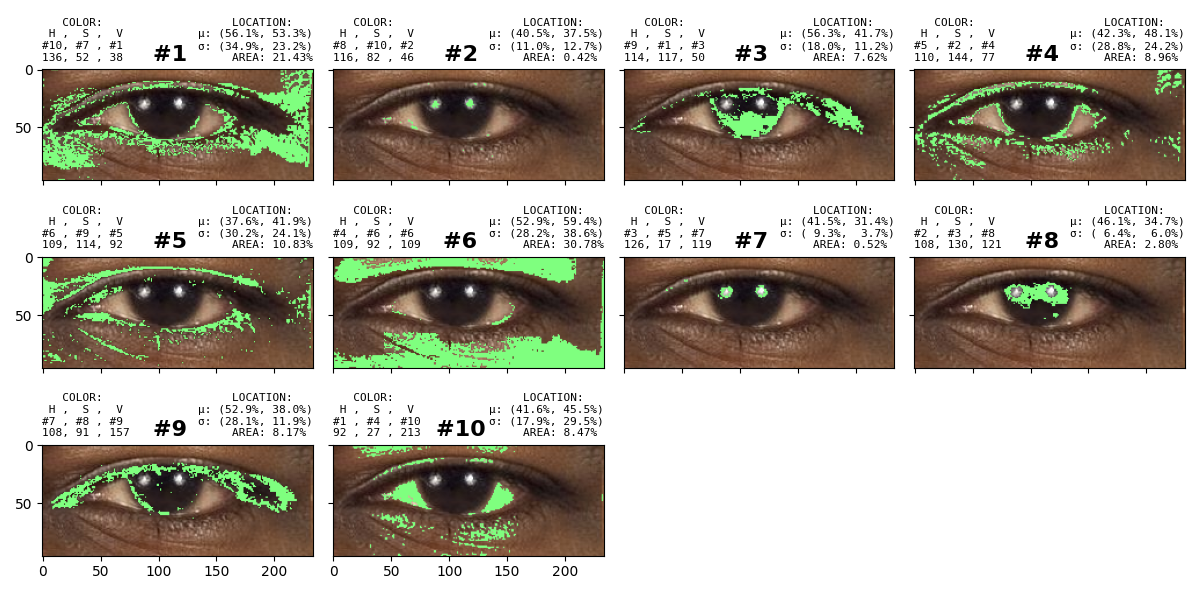 COLOR: LOCATION:
H , S , V μ: (56.1%, 53.3%)
#10, #7 , #1 #1 σ: (34.9%, 23.2%)
136, 52 , 38 AREA: 21.43%
COLOR: LOCATION:
H , S , V μ: (40.5%, 37.5%)
#8 , #10, #2 #2 σ: (11.0%, 12.7%)
116, 82 , 46 AREA: 0.42%
COLOR: LOCATION:
H , S , V μ: (56.3%, 41.7%)
#9 , #1 , #3 #3 σ: (18.0%, 11.2%)
114, 117, 50 AREA: 7.62%
COLOR: LOCATION:
H , S , V μ: (42.3%, 48.1%)
#5 , #2 , #4 #4 σ: (28.8%, 24.2%)
110, 144, 77 AREA: 8.96%
0
50
COLOR: LOCATION:
H , S , V μ: (37.6%, 41.9%)
#6 , #9 , #5 #5 σ: (30.2%, 24.1%)
109, 114, 92 AREA: 10.83%
COLOR: LOCATION:
H , S , V μ: (52.9%, 59.4%)
#4 , #6 , #6 #6 σ: (28.2%, 38.6%)
109, 92 , 109 AREA: 30.78%
COLOR: LOCATION:
H , S , V μ: (41.5%, 31.4%)
#3 , #5 , #7 #7 σ: ( 9.3%, 3.7%)
126, 17 , 119 AREA: 0.52%
COLOR: LOCATION:
H , S , V μ: (46.1%, 34.7%)
#2 , #3 , #8 #8 σ: ( 6.4%, 6.0%)
108, 130, 121 AREA: 2.80%
0
50
COLOR: LOCATION:
H , S , V μ: (52.9%, 38.0%)
#7 , #8 , #9 #9 σ: (28.1%, 11.9%)
108, 91 , 157 AREA: 8.17%
COLOR: LOCATION:
H , S , V μ: (41.6%, 45.5%)
#1 , #4 , #10 #10 σ: (17.9%, 29.5%)
92 , 27 , 213 AREA: 8.47%
0
50
0 50 100 150 200
0 50 100 150 200